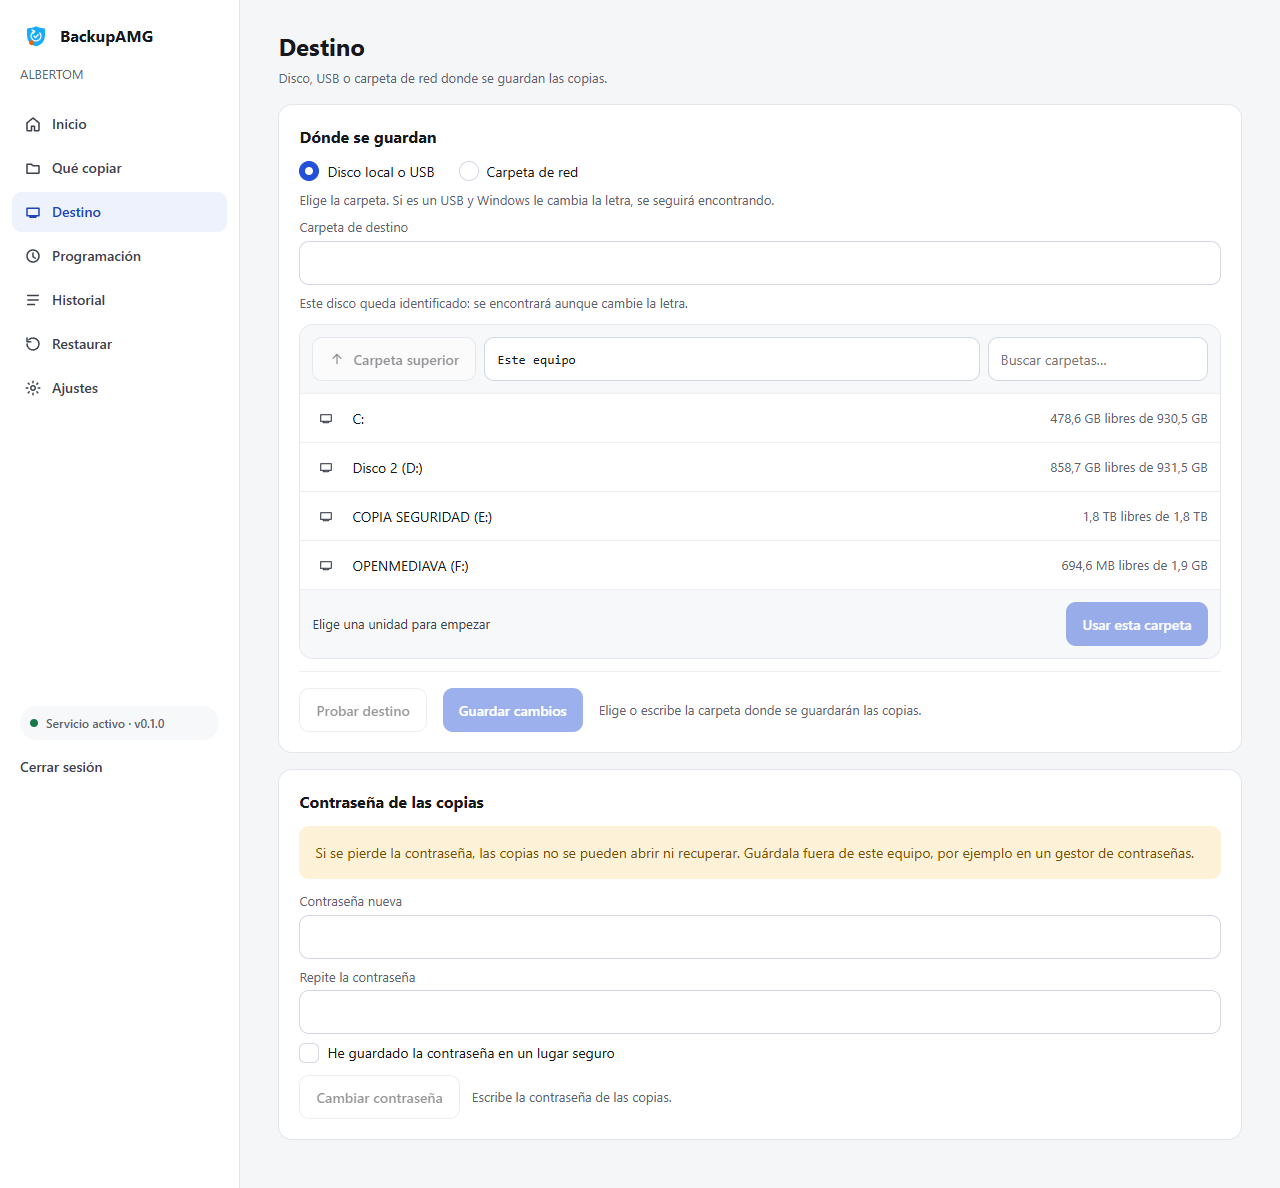 BackupAMG
ALBERTOM
Inicio
Qué copiar
Destino
Programación
Historial
Restaurar
Ajustes
Servicio activo · v0.1.0
Cerrar sesión
Destino
Disco, USB o carpeta de red donde se guardan las copias.
Dónde se guardan
Disco local o USB
Carpeta de red
Elige la carpeta. Si es un USB y Windows le cambia la letra, se seguirá encontrando.
Carpeta de destino
Este disco queda identificado: se encontrará aunque cambie la letra.
Carpeta superior
Este equipo
Buscar carpetas...
C:
478,6 GB libres de 930,5 GB
Disco 2 (D:)
858,7 GB libres de 931,5 GB
COPIA SEGURIDAD (E:)
1,8 TB libres de 1,8 TB
OPENMEDIAVA (F:)
694,6 MB libres de 1,9 GB
Elige una unidad para empezar
Usar esta carpeta
Probar destino
Guardar cambios
Elige o escribe la carpeta donde se guardarán las copias.
Contraseña de las copias
Si se pierde la contraseña, las copias no se pueden abrir ni recuperar. Guárdala fuera de este equipo, por ejemplo en un gestor de contraseñas.
Contraseña nueva
Repite la contraseña
He guardado la contraseña en un lugar seguro
Cambiar contraseña
Escribe la contraseña de las copias.